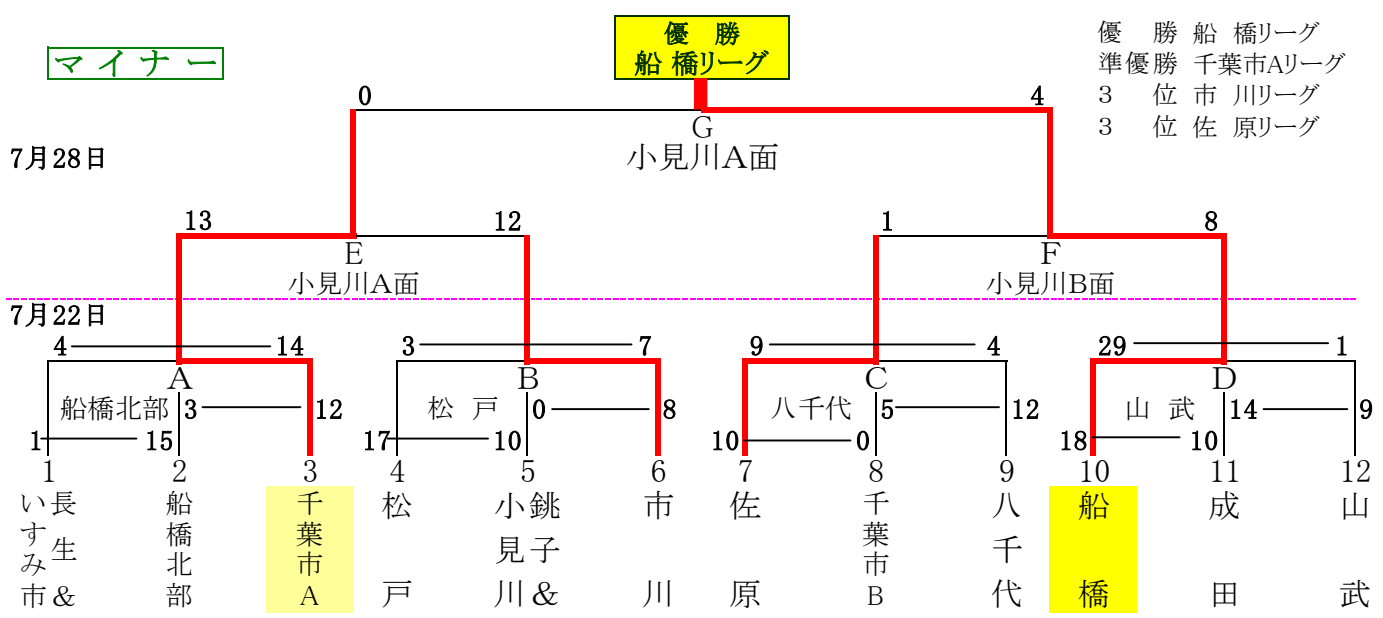 マイナー
優　勝
船 橋リーグ
優　勝 船 橋リーグ
準優勝 千葉市Aリーグ
３　位 市 川リーグ
３　位 佐 原リーグ
0
4
G
小見川A面
7月28日
13
12
1
8
E
F
小見川A面
小見川B面
7月22日
4
14
3
7
9
4
29
1
A
B
C
D
船橋北部
3
12
松 戸
0
8
八千代
5
12
山 武
14
9
1
15
17
10
10
0
18
10
1
2
3
4
5
6
7
8
9
10
11
12
長生&
いすみ市
船橋北部
千葉市A
松戸
銚子&
小見川
市川
佐原
千葉市B
八千代
船橋
成田
山武